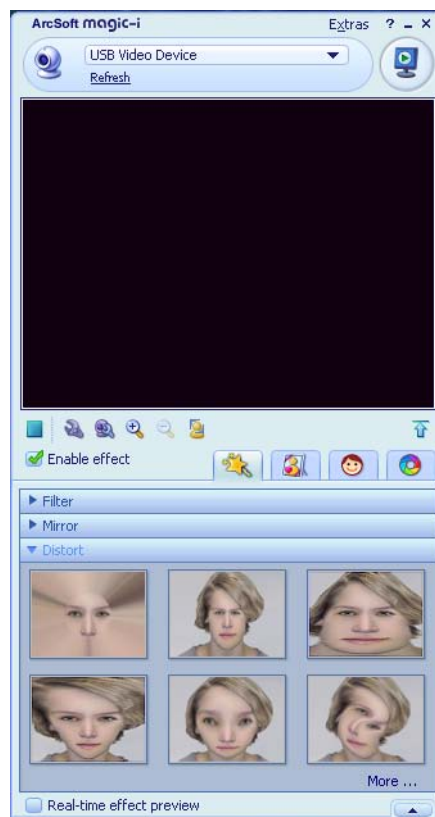 ArcSoft magic-i Extras ? – ×
USB Video Device
Refresh
Enable effect
Filter
Mirror
Distort
More ...
Real-time effect preview